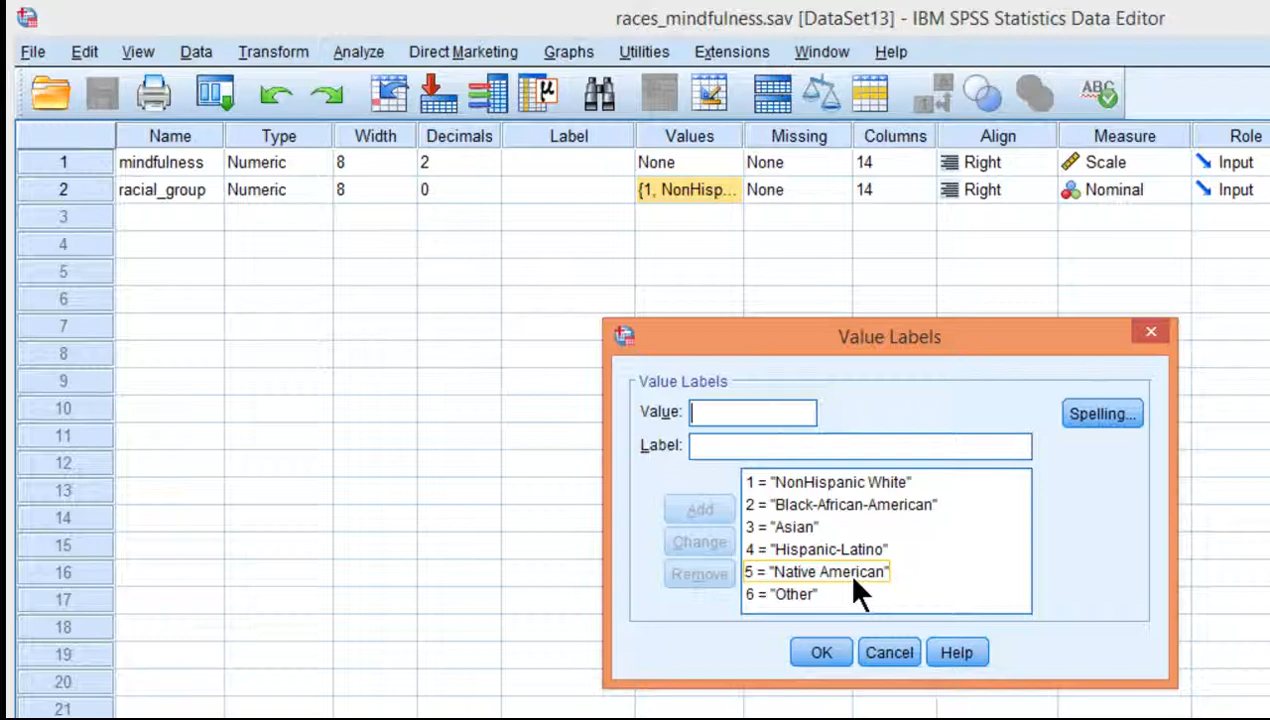 races_mindfulness.sav [DataSet13] - IBM SPSS Statistics Data Editor
File Edit View Data Transform Analyze Direct Marketing Graphs Utilities Extensions Window Help
ABC
Name Type Width Decimals Label Values Missing Columns Align Measure Role
1 mindfulness Numeric 8 2 None None 14 Right Scale Input
2 racial_group Numeric 8 0 {1, NonHisp... None 14 Right Nominal Input
3
4
5
6
7
8
9
10
11
12
13
14
15
16
17
18
19
20
21
Value Labels
Value Labels
Value:
Spelling...
Label:
1 = "NonHispanic White"
2 = "Black-African-American"
3 = "Asian"
4 = "Hispanic-Latino"
5 = "Native American"
6 = "Other"
Add
Change
Remove
OK Cancel Help